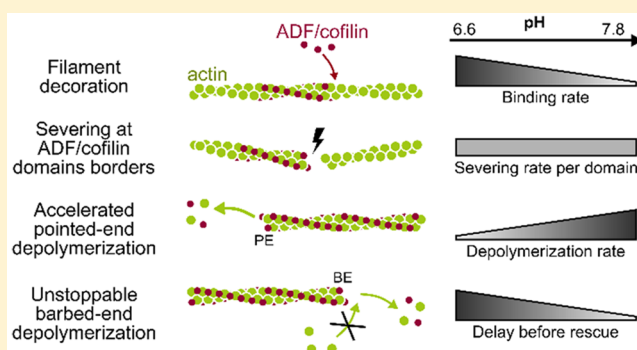 ADF/cofilin
pH
6.6
7.8
Filament
decoration
actin
Binding rate
Severing at
ADF/cofilin
domains borders
Severing rate per domain
Accelerated
pointed-end
depolymerization
PE
Depolymerization rate
Unstoppable
barbed-end
depolymerization
BE
Delay before rescue